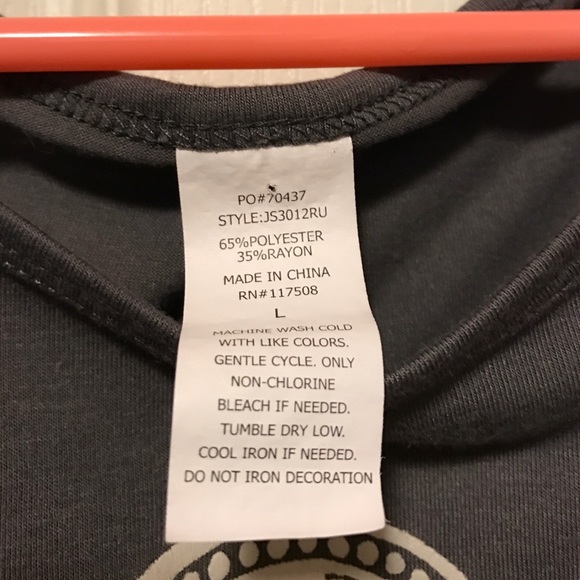 PO#70437
STYLE:JS3012RU
65%POLYESTER
35%RAYON
MADE IN CHINA
RN#117508
L
MACHINE WASH COLD
WITH LIKE COLORS.
GENTLE CYCLE. ONLY
NON-CHLORINE
BLEACH IF NEEDED.
TUMBLE DRY LOW.
COOL IRON IF NEEDED.
DO NOT IRON DECORATION